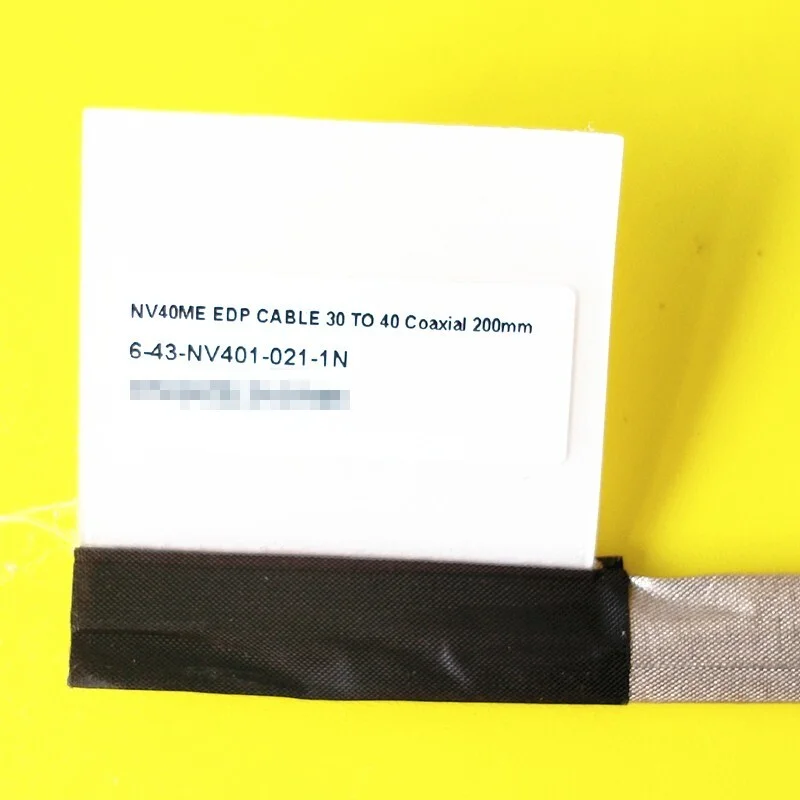 NV40ME EDP CABLE 30 TO 40 Coaxial 200mm
6-43-NV401-021-1N